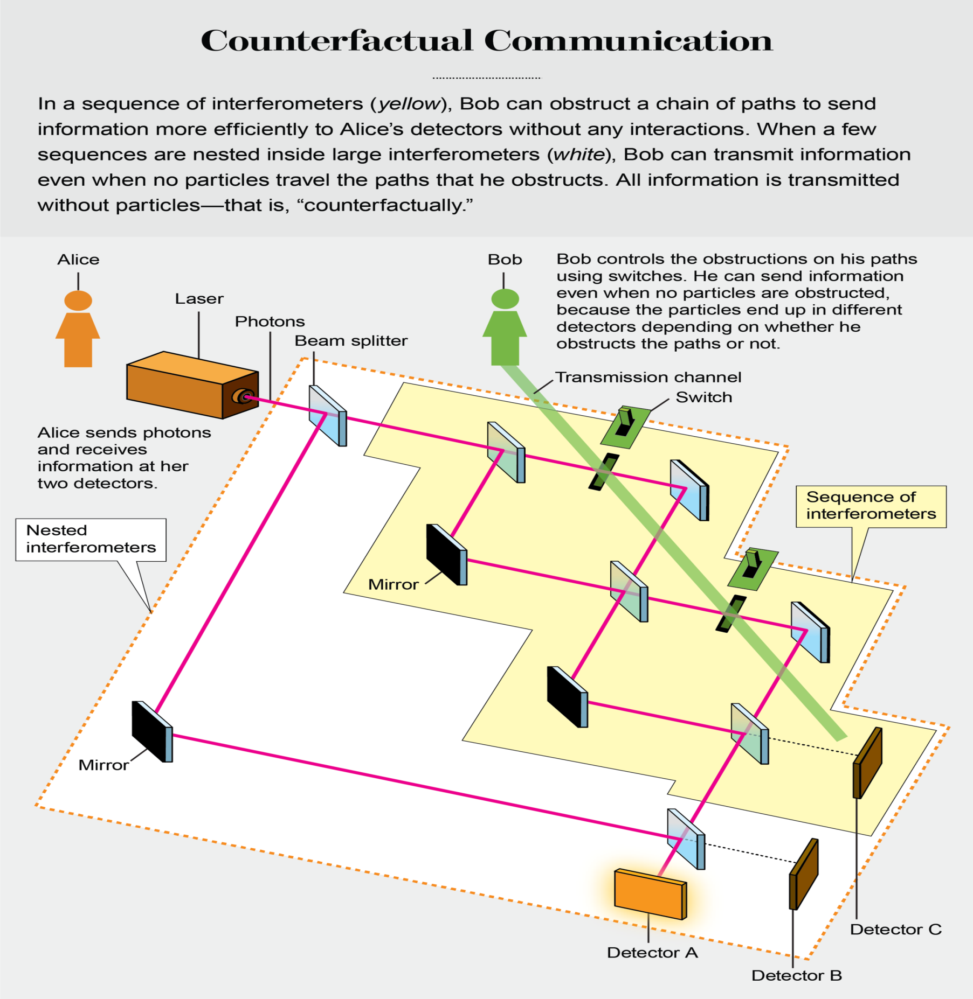 Counterfactual Communication
In a sequence of interferometers (yellow), Bob can obstruct a chain of paths to send
information more efficiently to Alice’s detectors without any interactions. When a few
sequences are nested inside large interferometers (white), Bob can transmit information
even when no particles travel the paths that he obstructs. All information is transmitted
without particles—that is, “counterfactually.”
Alice
Bob
Bob controls the obstructions on his paths
using switches. He can send information
even when no particles are obstructed,
because the particles end up in different
detectors depending on whether he
obstructs the paths or not.
Laser
Photons
Beam splitter
Transmission channel
Switch
Alice sends photons
and receives
information at her
two detectors.
Sequence of
interferometers
Nested
interferometers
Mirror
Mirror
Detector C
Detector A
Detector B